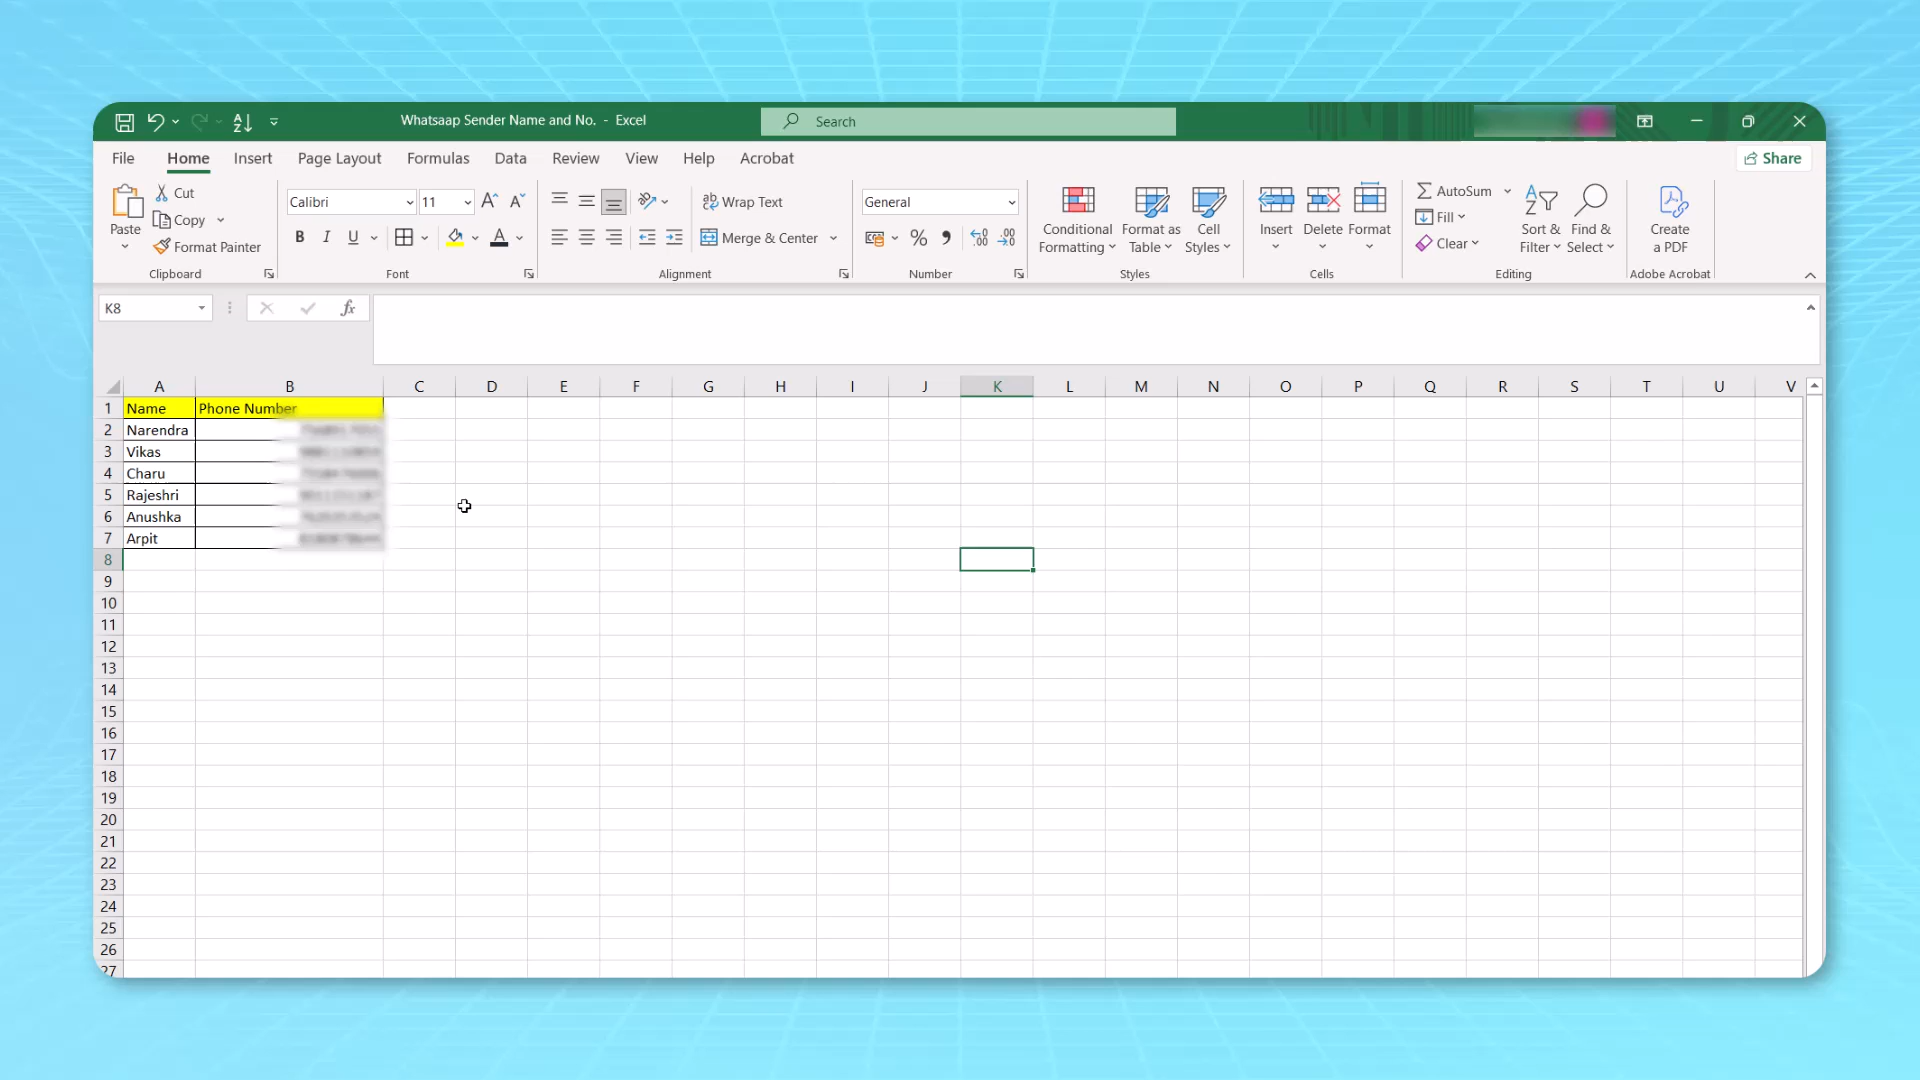 Whatsaap Sender Name and No. - Excel
Search
File Home Insert Page Layout Formulas Data Review View Help Acrobat
Share
Paste
Cut
Copy
Format Painter
Clipboard
Calibri 11
B I U
Font
Wrap Text
Merge & Center
Alignment
General
Number
Conditional Formatting
Format as Table
Cell Styles
Styles
Insert
Delete
Format
Cells
AutoSum
Fill
Clear
Sort & Filter
Find & Select
Editing
Create a PDF
Adobe Acrobat
K8
fx
A B C D E F G H I J K L M N O P Q R S T U V
1 Name Phone Number
2 Narendra
3 Vikas
4 Charu
5 Rajeshri
6 Anushka
7 Arpit
8
9
10
11
12
13
14
15
16
17
18
19
20
21
22
23
24
25
26
27